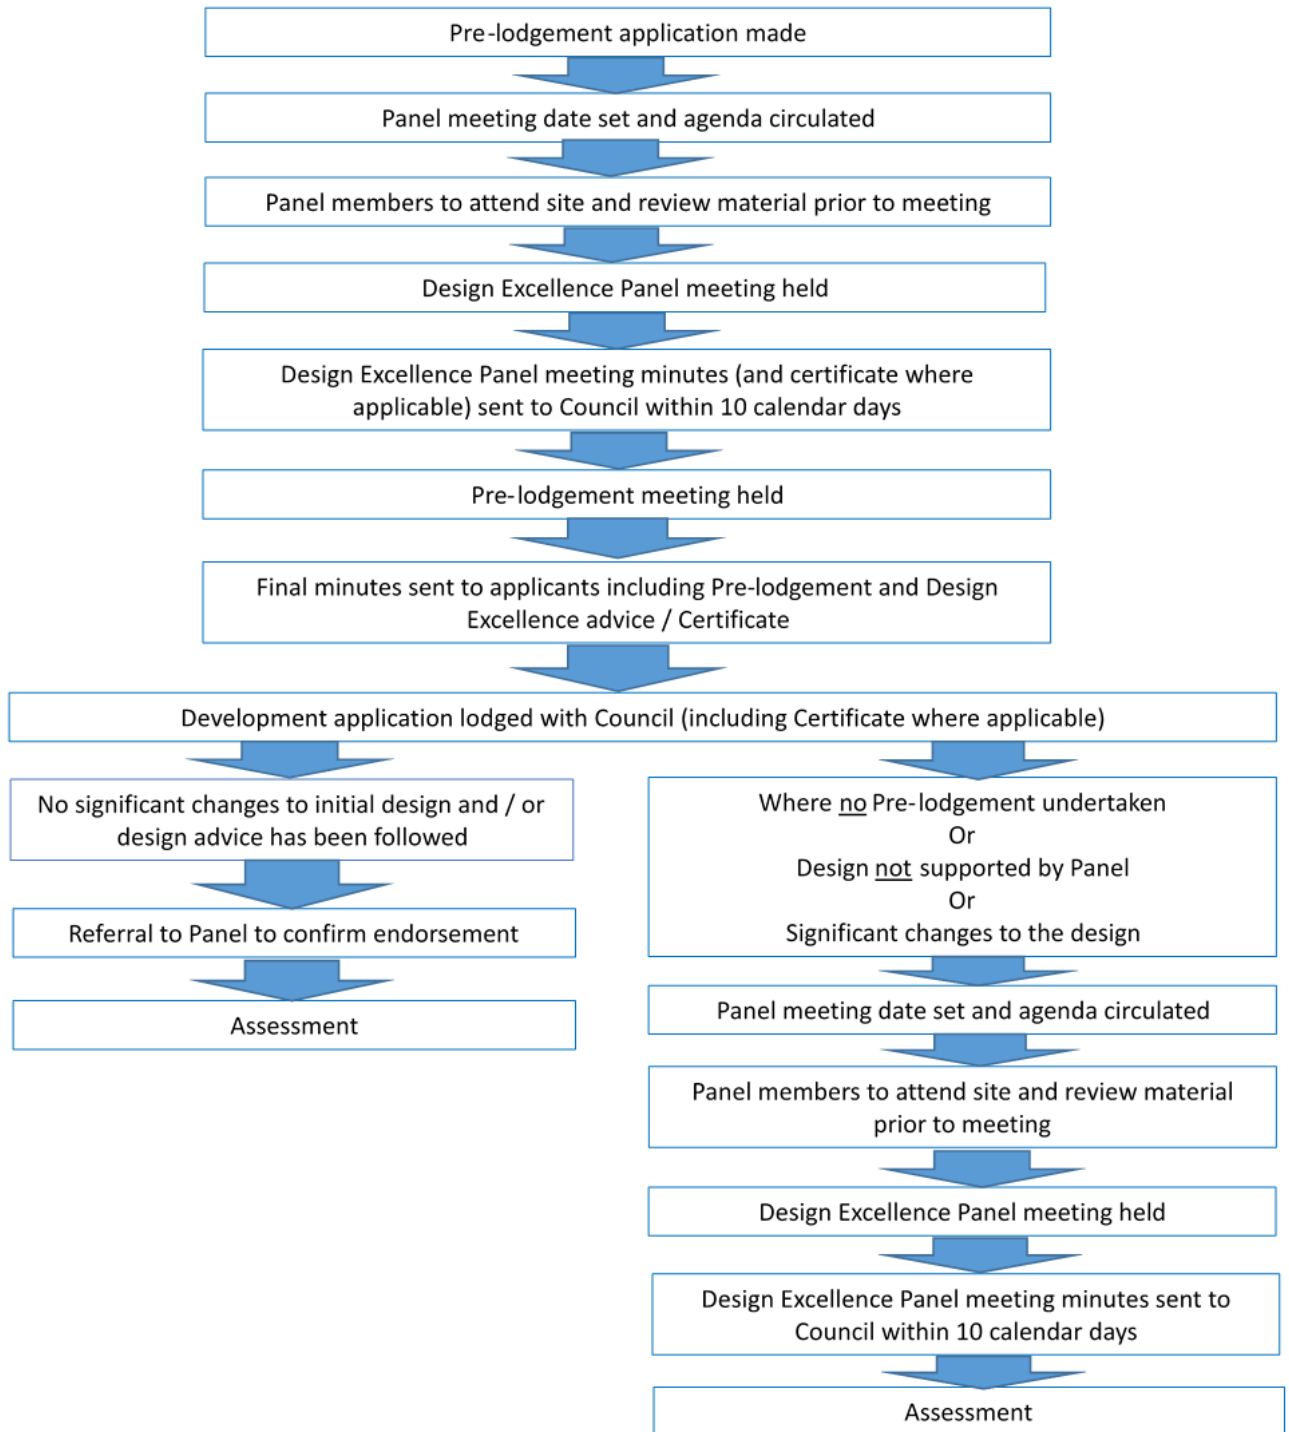 Pre-lodgement application made
Panel meeting date set and agenda circulated
Panel members to attend site and review material prior to meeting
Design Excellence Panel meeting held
Design Excellence Panel meeting minutes (and certificate where
applicable) sent to Council within 10 calendar days
Pre-lodgement meeting held
Final minutes sent to applicants including Pre-lodgement and Design
Excellence advice / Certificate
Development application lodged with Council (including Certificate where applicable)
No significant changes to initial design and / or
design advice has been followed
Referral to Panel to confirm endorsement
Assessment
Where no Pre-lodgement undertaken
Or
Design not supported by Panel
Or
Significant changes to the design
Panel meeting date set and agenda circulated
Panel members to attend site and review material
prior to meeting
Design Excellence Panel meeting held
Design Excellence Panel meeting minutes sent to
Council within 10 calendar days
Assessment